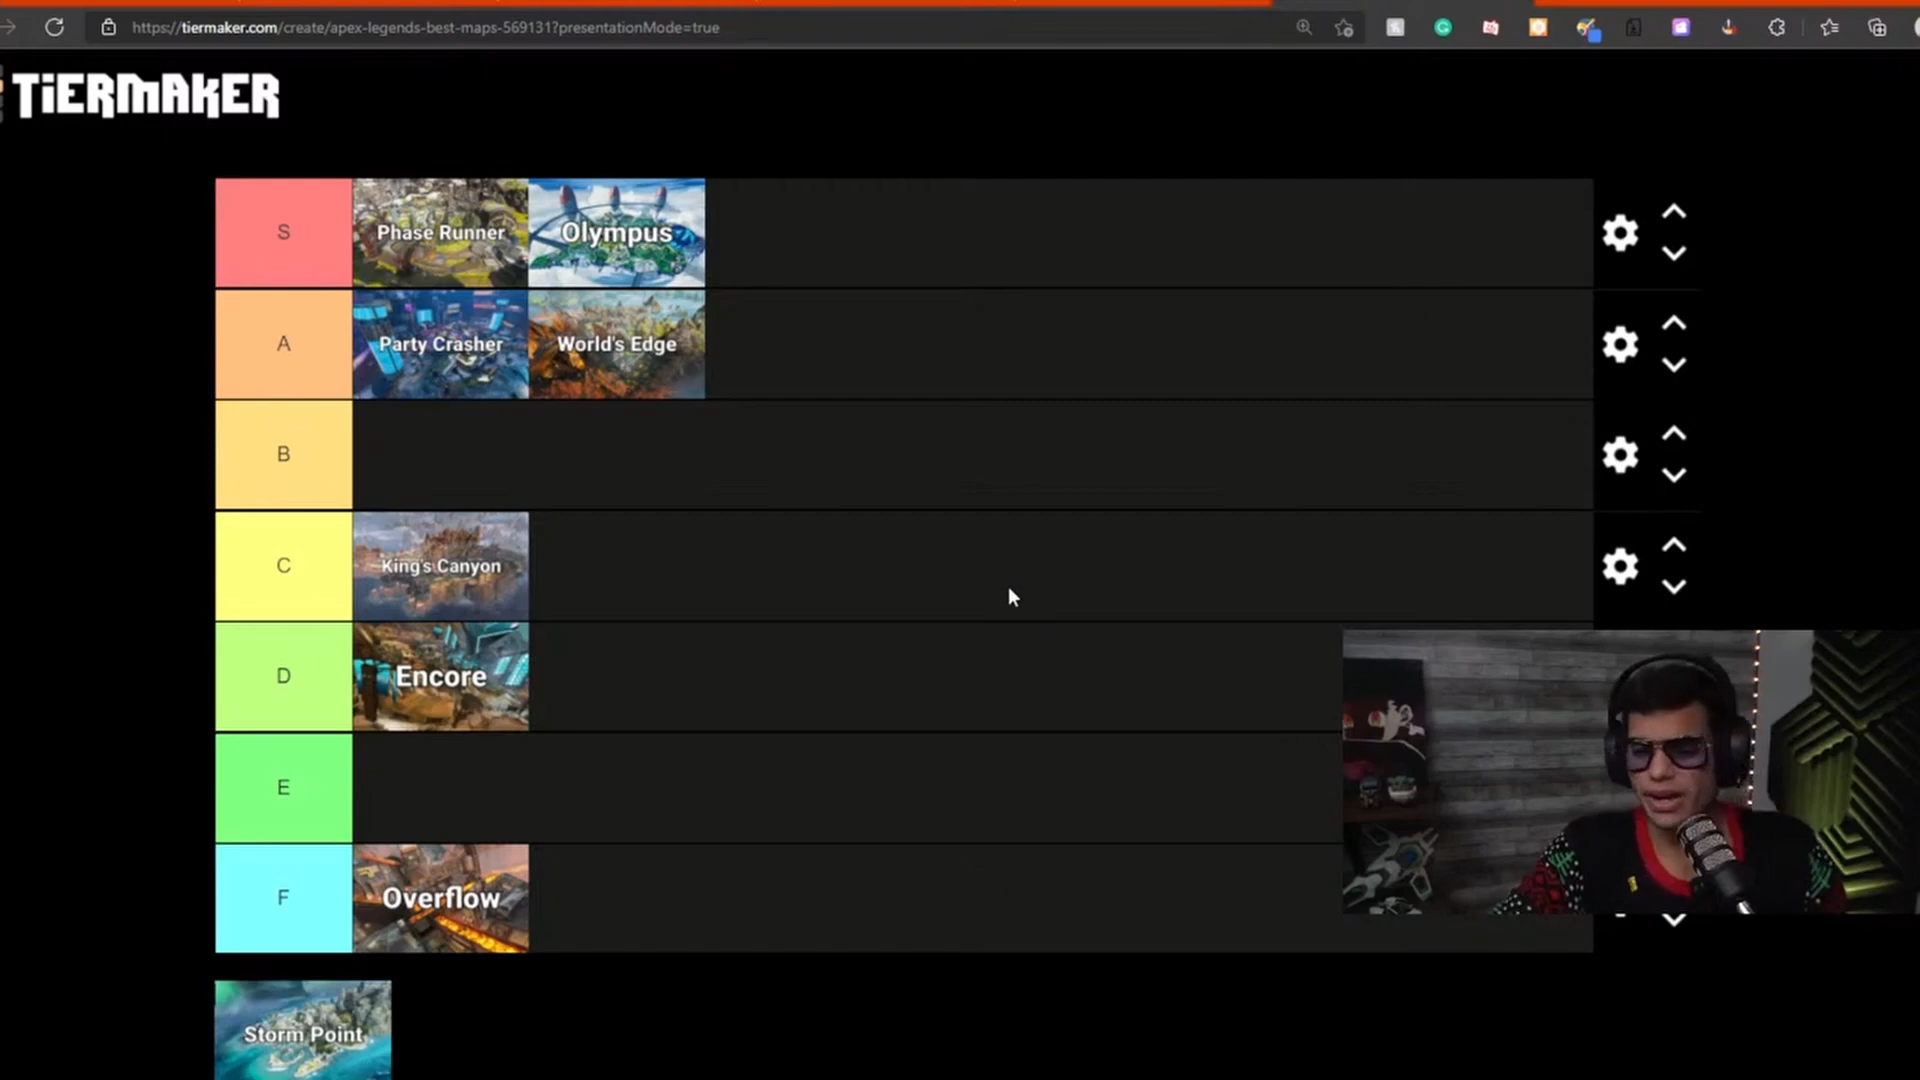 https://tiermaker.com/create/apex-legends-best-maps-569131?presentationMode=true
TiERMAKER
S
Phase Runner
Olympus
A
Party Crasher
World's Edge
B
C
King's Canyon
D
Encore
E
F
Overflow
Storm Point